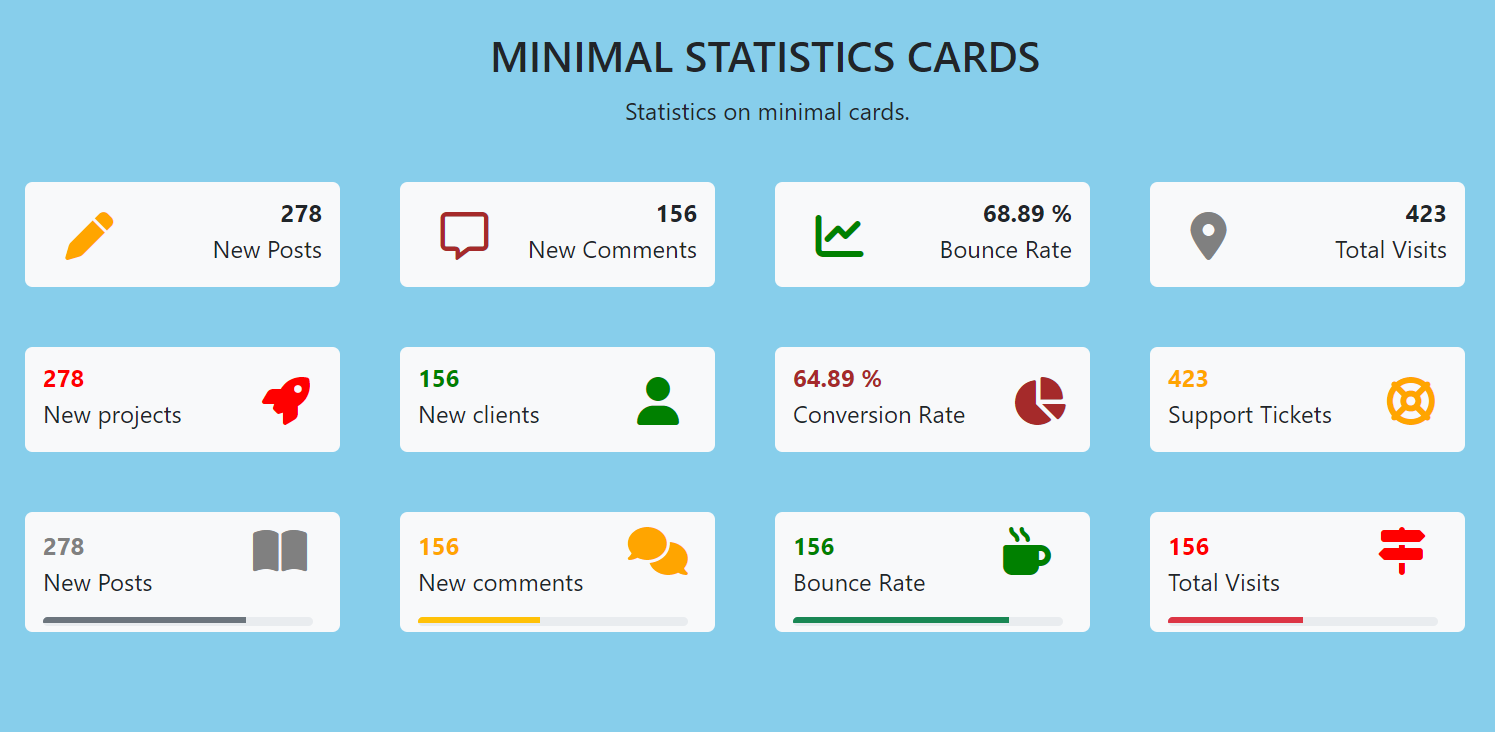 MINIMAL STATISTICS CARDS
Statistics on minimal cards.
278
New Posts
156
New Comments
68.89 %
Bounce Rate
423
Total Visits
278
New projects
156
New clients
64.89 %
Conversion Rate
423
Support Tickets
278
New Posts
156
New comments
156
Bounce Rate
156
Total Visits